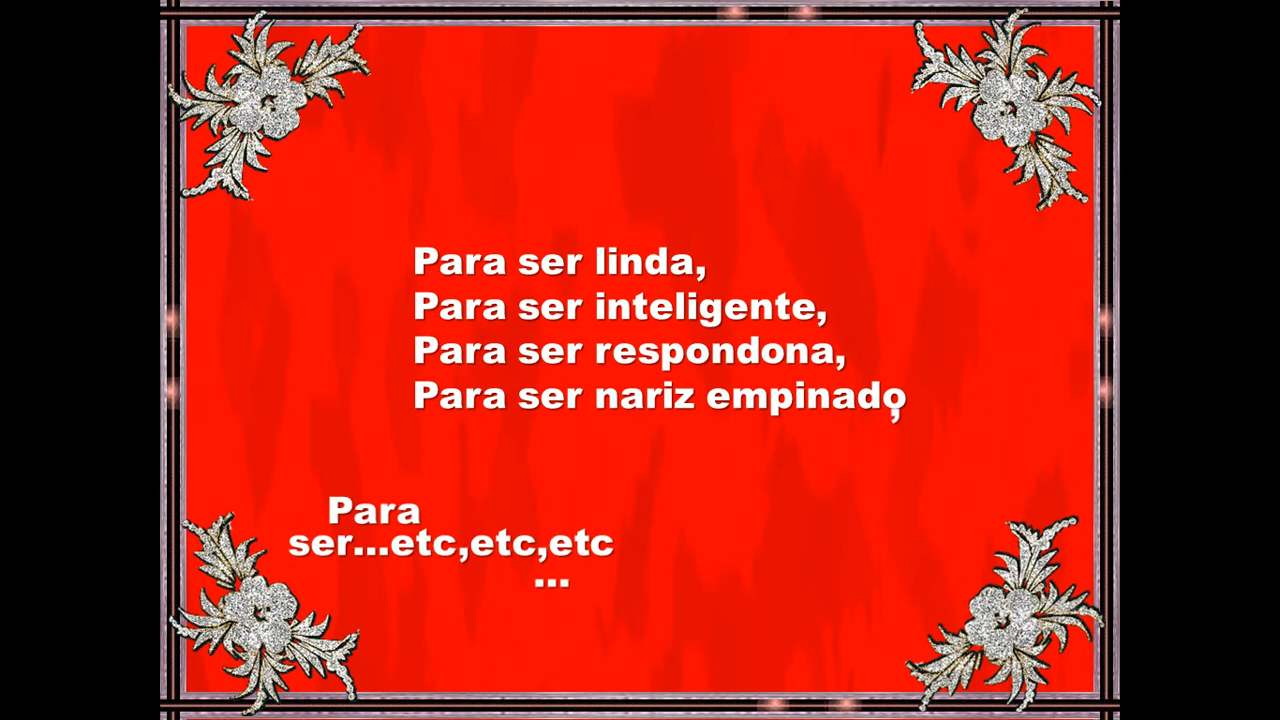 Para ser linda,
Para ser inteligente,
Para ser respondona,
Para ser nariz empinado,
Para
ser...etc,etc,etc
...